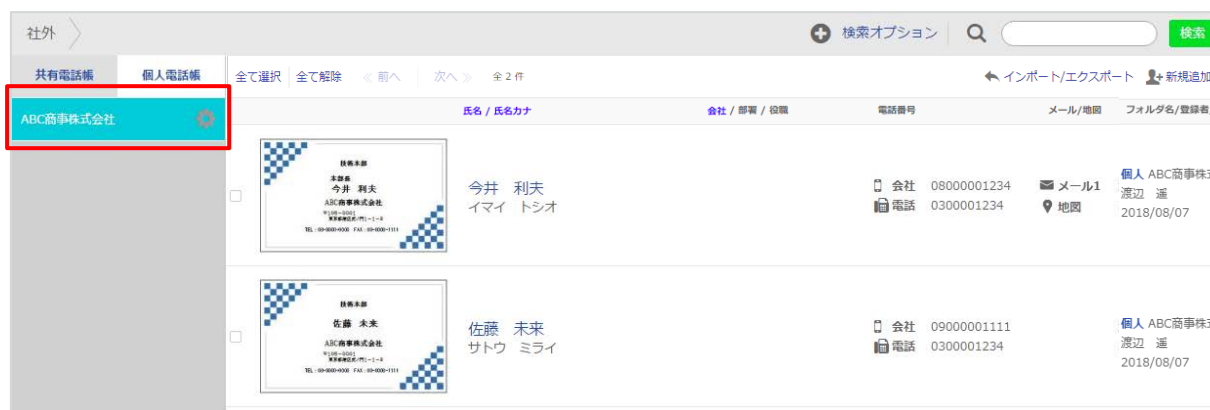 社外
検索オプション 検索
共有電話帳 個人電話帳 全て選択 全て解除 ≪ 前へ 次へ ≫ 全 2 件 インポート/エクスポート 新規追加
ABC商事株式会社
氏名 / 氏名カナ 会社 / 部署 / 役職 電話番号 メール/地図 フォルダ名/登録者
技術本部
本部長
今井 利夫
ABC商事株式会社
今井 利夫
イマイ トシオ
会社 08000001234
電話 0300001234
メール1
地図
個人 ABC商事株
渡辺 遥
2018/08/07
技術本部
佐藤 未来
ABC商事株式会社
佐藤 未来
サトウ ミライ
会社 09000001111
電話 0300001234
個人 ABC商事株
渡辺 遥
2018/08/07